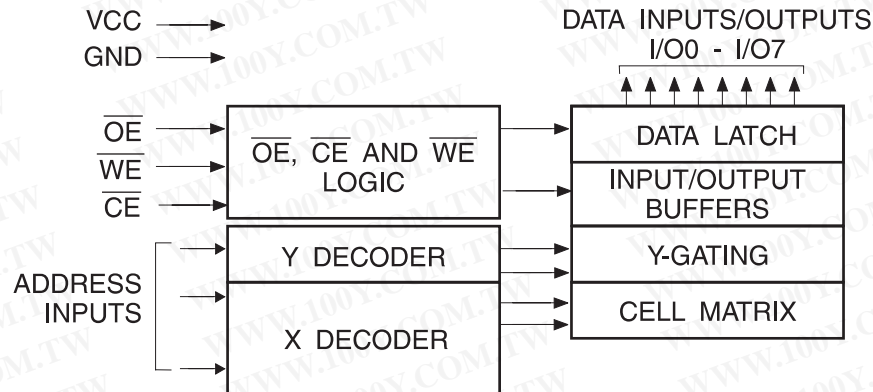 VCC
GND
OE
WE
CE
OE, CE AND WE
LOGIC
ADDRESS
INPUTS
Y DECODER
X DECODER
DATA INPUTS/OUTPUTS
I/O0 - I/O7
DATA LATCH
INPUT/OUTPUT
BUFFERS
Y-GATING
CELL MATRIX
WWW.100Y.COM.TW